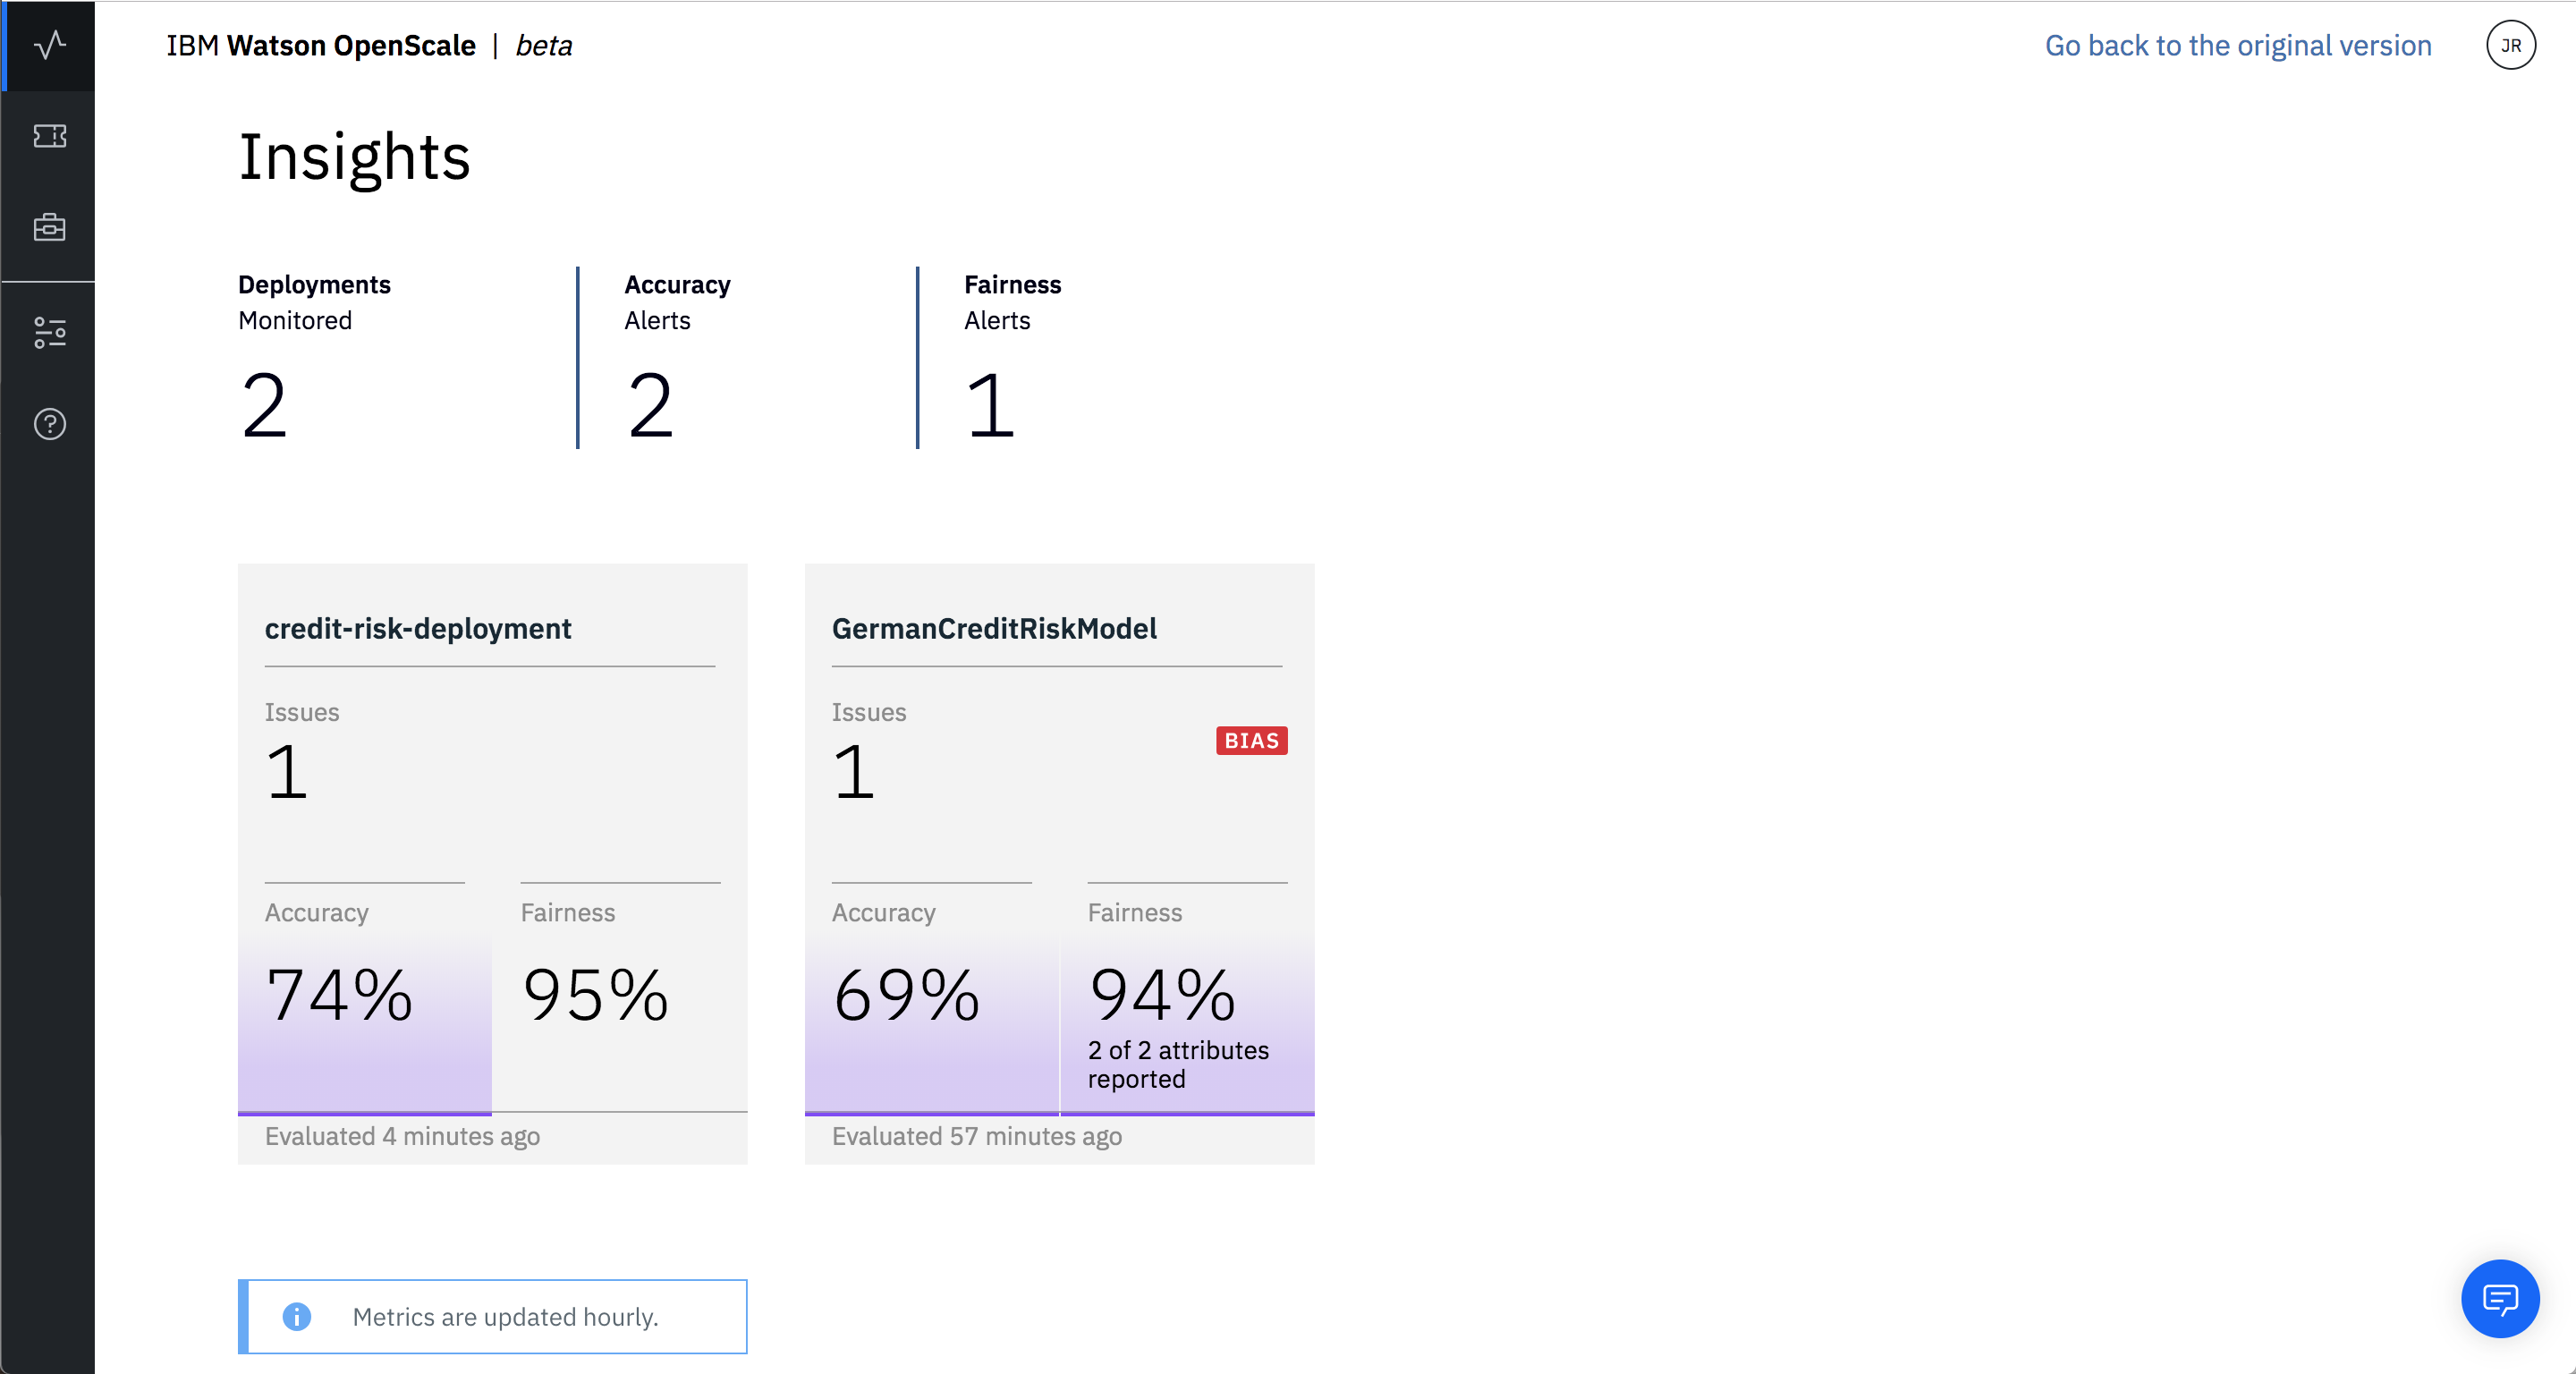 IBM Watson OpenScale | beta
Go back to the original version
JR
Insights
Deployments
Monitored
2
Accuracy
Alerts
2
Fairness
Alerts
1
credit-risk-deployment
Issues
1
Accuracy
74%
Fairness
95%
Evaluated 4 minutes ago
GermanCreditRiskModel
Issues
1
BIAS
Accuracy
69%
Fairness
94%
2 of 2 attributes
reported
Evaluated 57 minutes ago
Metrics are updated hourly.